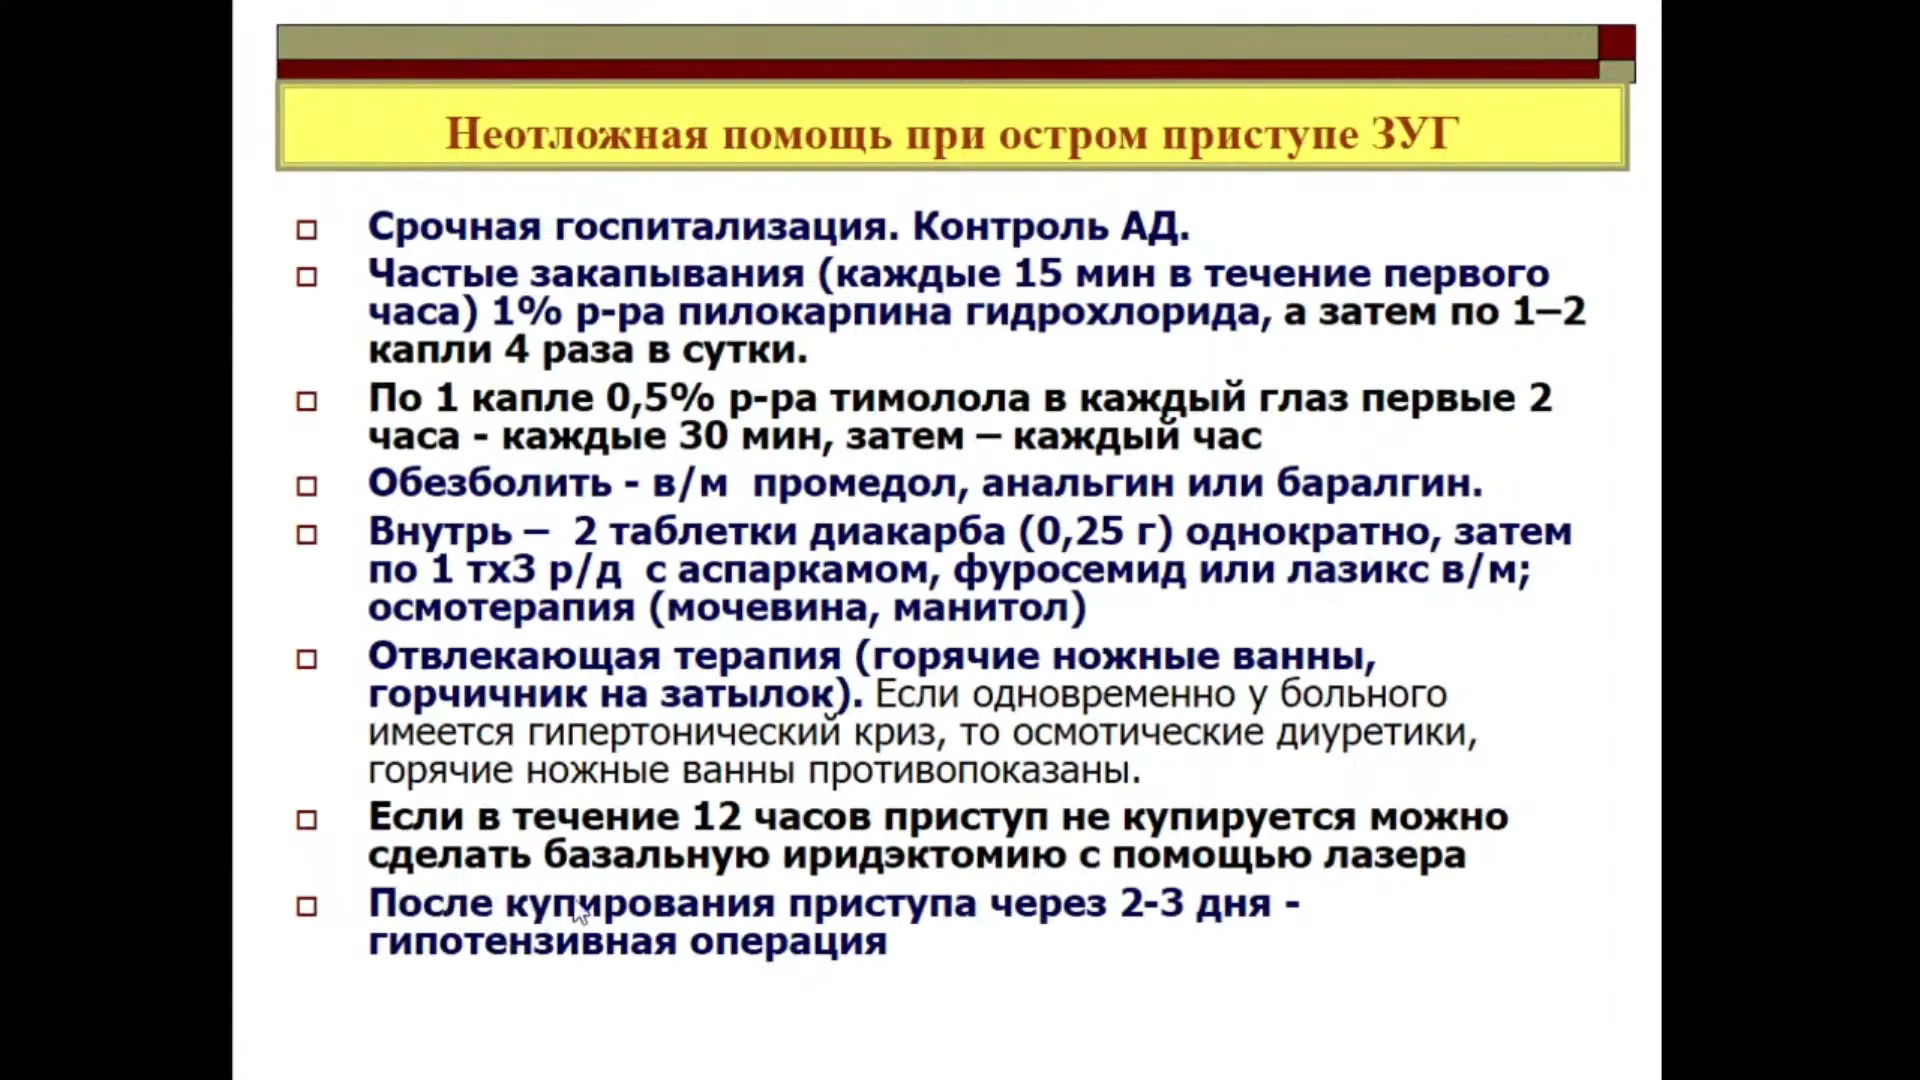 Неотложная помощь при остром приступе ЗУГ
Срочная госпитализация. Контроль АД.
Частые закапывания (каждые 15 мин в течение первого
часа) 1% р-ра пилокарпина гидрохлорида, а затем по 1–2
капли 4 раза в сутки.
По 1 капле 0,5% р-ра тимолола в каждый глаз первые 2
часа - каждые 30 мин, затем – каждый час
Обезболить - в/м промедол, анальгин или баралгин.
Внутрь – 2 таблетки диакарба (0,25 г) однократно, затем
по 1 тх3 р/д с аспаркамом, фуросемид или лазикс в/м;
осмотерапия (мочевина, манитол)
Отвлекающая терапия (горячие ножные ванны,
горчичник на затылок). Если одновременно у больного
имеется гипертонический криз, то осмотические диуретики,
горячие ножные ванны противопоказаны.
Если в течение 12 часов приступ не купируется можно
сделать базальную иридэктомию с помощью лазера
После купирования приступа через 2-3 дня -
гипотензивная операция